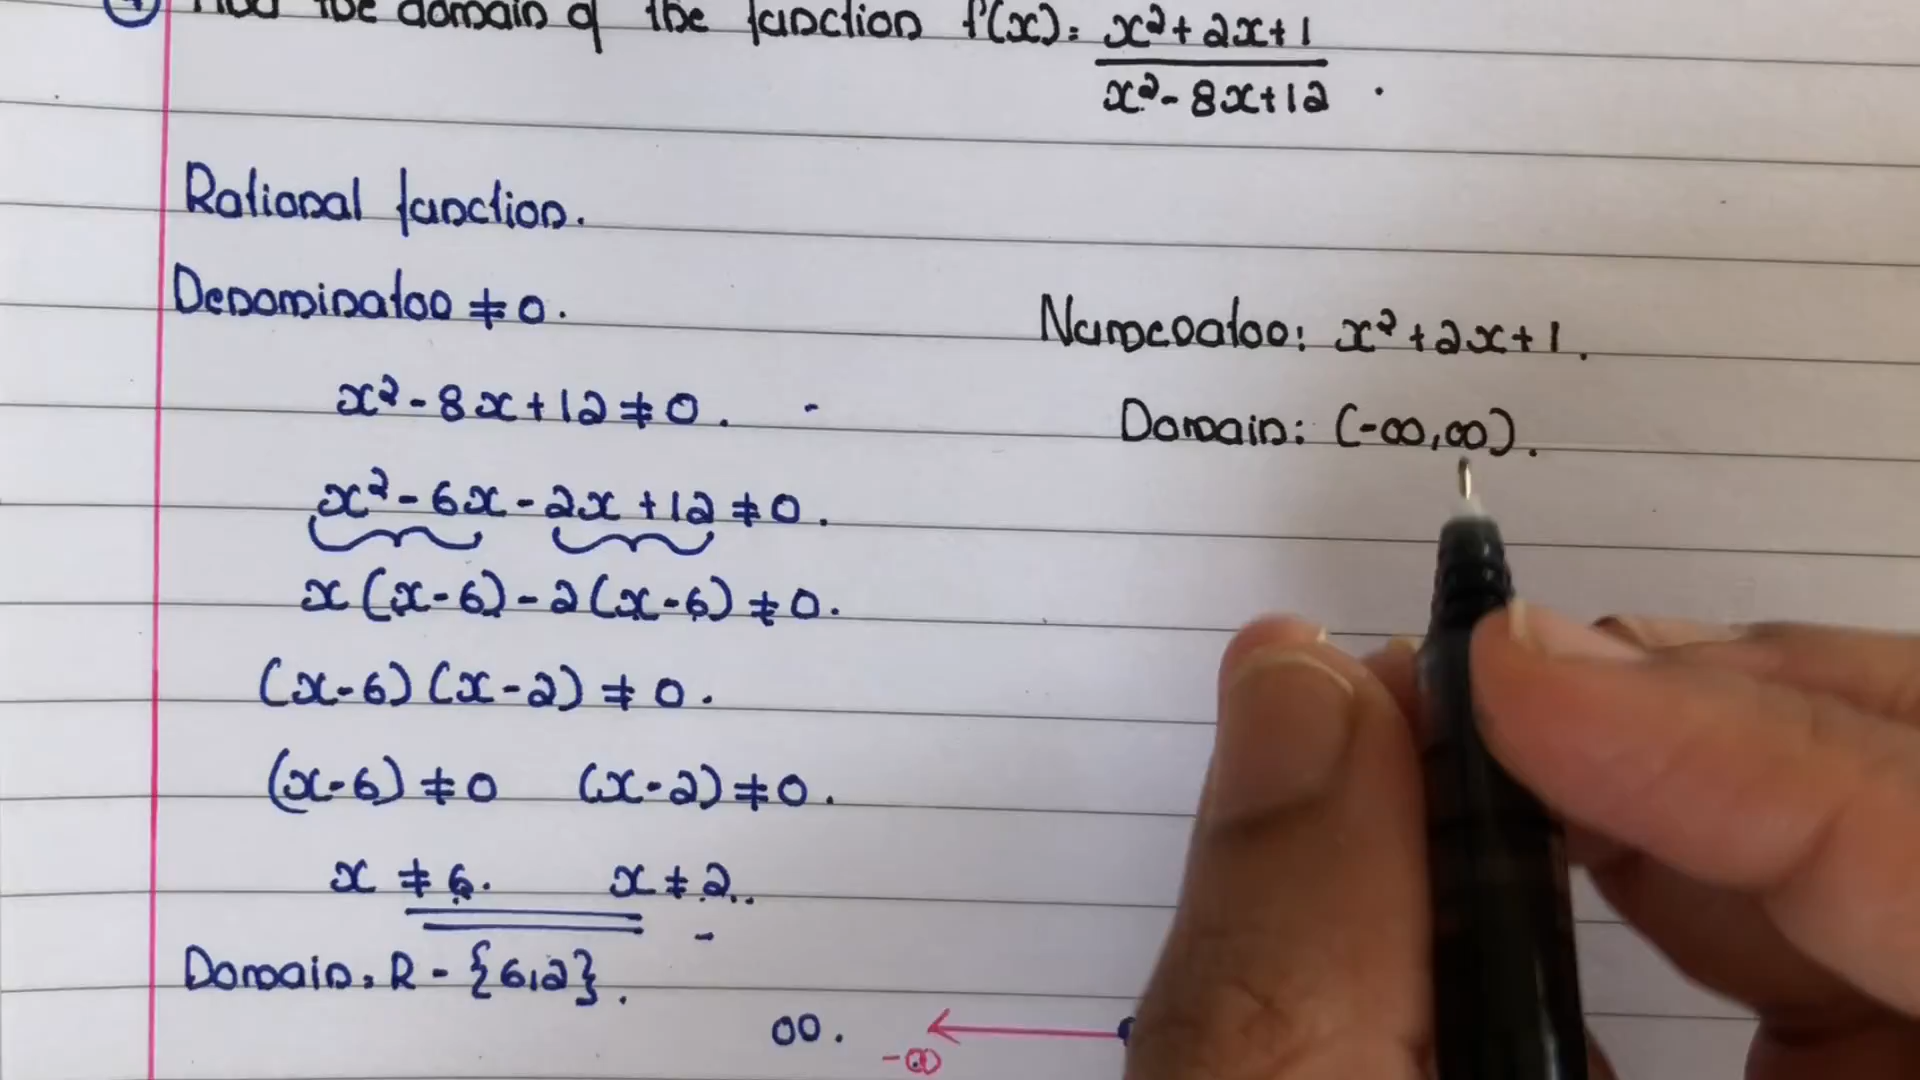 Find the domain of the function f(x) = x²+2x+1 / x²-8x+12 .
Rational function.
Denominator ≠ 0.
x² - 8x + 12 ≠ 0.
x² - 6x - 2x + 12 ≠ 0.
x(x-6) - 2(x-6) ≠ 0.
(x-6)(x-2) ≠ 0.
(x-6) ≠ 0 (x-2) ≠ 0.
x ≠ 6. x ≠ 2.
Domain: R - {6,2}.
Numerator: x² + 2x + 1.
Domain: (-∞,∞).
-∞